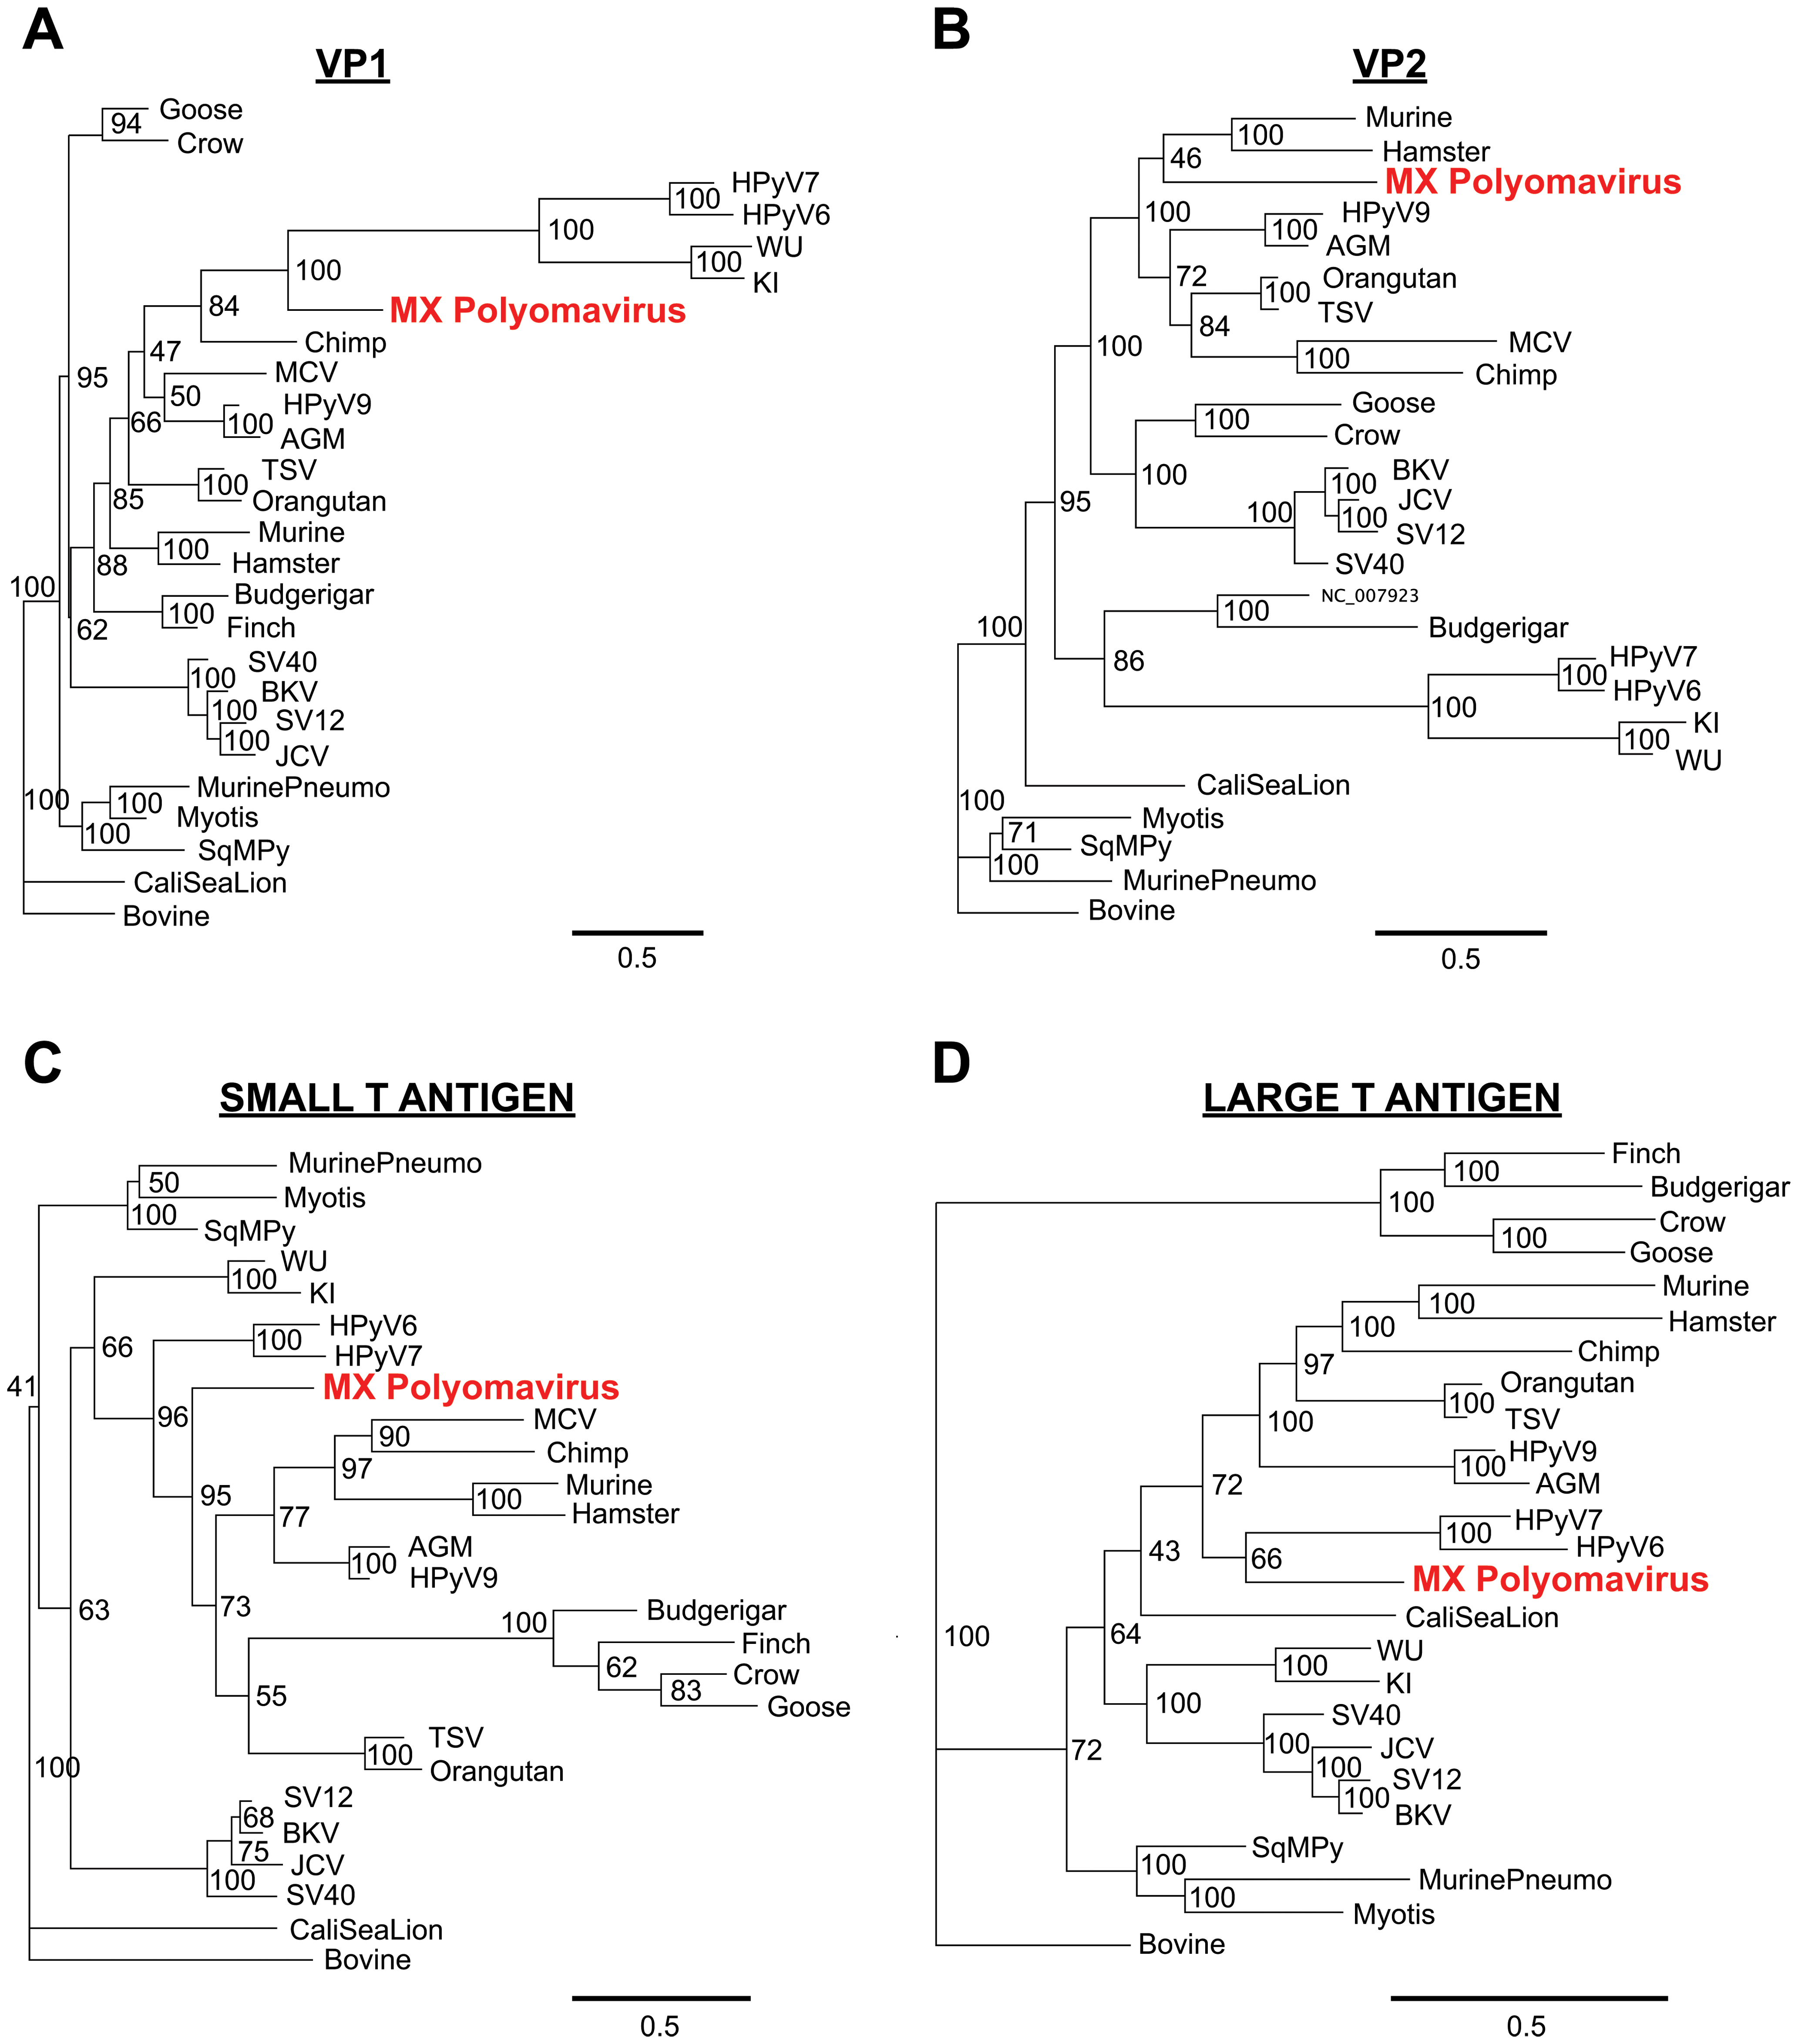 A
VP1
Goose
94
Crow
HPyV7
100
HPyV6
100
WU
100
KI
100
MX Polyomavirus
84
Chimp
47
MCV
95
50
HPyV9
66
100
AGM
TSV
100
85
Orangutan
Murine
100
88
Hamster
100
Budgerigar
100
62
Finch
SV40
100
BKV
100
SV12
100
JCV
MurinePneumo
100
100
Myotis
100
SqMPy
CaliSeaLion
Bovine
0.5
B
VP2
Murine
100
46
Hamster
MX Polyomavirus
100
HPyV9
100
AGM
72
Orangutan
100
TSV
84
MCV
100
100
Chimp
Goose
100
Crow
100
BKV
100
JCV
95
100
100
SV12
SV40
NC_007923
100
100
Budgerigar
86
HPyV7
100
HPyV6
100
KI
100
WU
CaliSeaLion
100
Myotis
71
SqMPy
100
MurinePneumo
Bovine
0.5
C
SMALL T ANTIGEN
MurinePneumo
50
Myotis
100
SqMPy
WU
100
KI
HPyV6
100
66
HPyV7
41
MX Polyomavirus
96
MCV
90
Chimp
97
Murine
95
100
Hamster
77
AGM
100
HPyV9
63
73
Budgerigar
100
Finch
62
Crow
83
55
Goose
TSV
100
100
Orangutan
SV12
68
BKV
75
JCV
100
SV40
CaliSeaLion
Bovine
0.5
D
LARGE T ANTIGEN
Finch
100
Budgerigar
100
Crow
100
Goose
Murine
100
Hamster
100
Chimp
97
Orangutan
100
TSV
100
HPyV9
100
AGM
72
HPyV7
100
HPyV6
43
66
MX Polyomavirus
CaliSeaLion
100
64
WU
100
KI
100
SV40
100
JCV
72
100
SV12
100
BKV
SqMPy
100
MurinePneumo
100
Myotis
Bovine
0.5